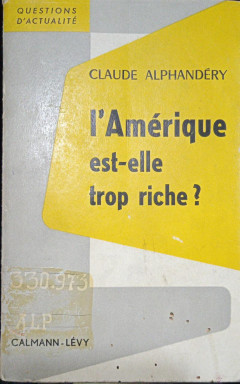 QUESTIONS
D'ACTUALITÉ
CLAUDE ALPHANDÉRY
l'Amérique
est-elle
trop riche ?
330.973
ALP
CALMANN-LÉVY